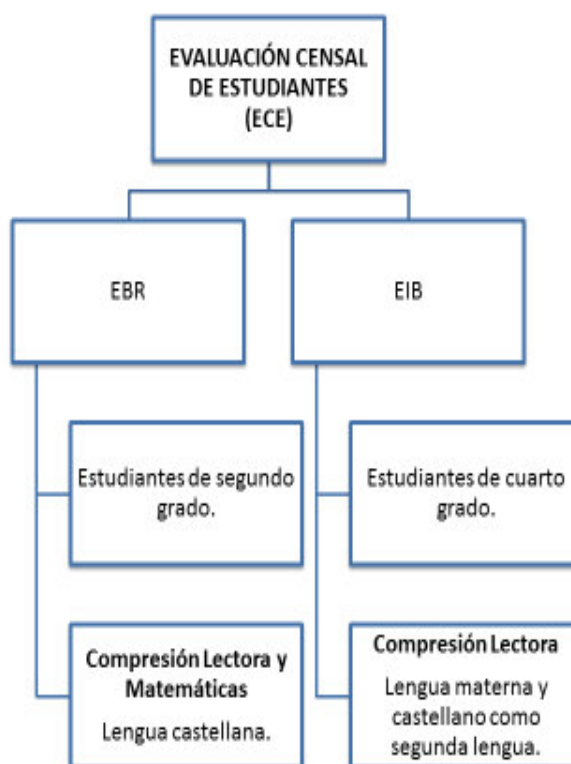 EVALUACIÓN CENSAL
DE ESTUDIANTES
(ECE)
EBR
EIB
Estudiantes de segundo
grado.
Estudiantes de cuarto
grado.
Compresión Lectora y
Matemáticas
Lengua castellana.
Compresión Lectora
Lengua materna y
castellano como
segunda lengua.